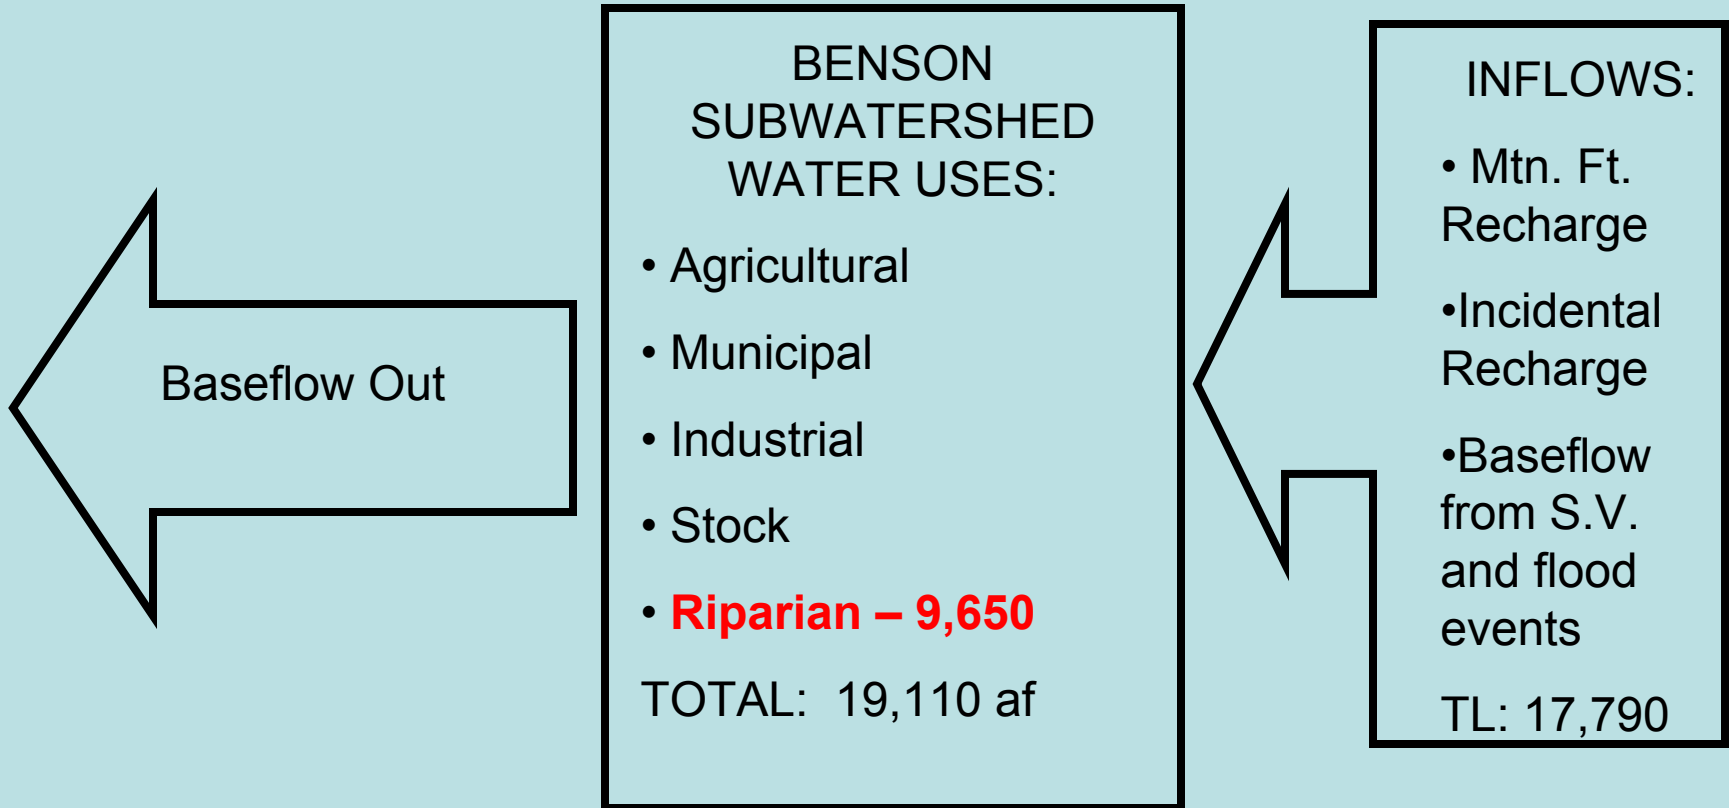 Baseflow Out
BENSON
SUBWATERSHED
WATER USES:
• Agricultural
• Municipal
• Industrial
• Stock
• Riparian – 9,650
TOTAL: 19,110 af
INFLOWS:
• Mtn. Ft.
Recharge
•Incidental
Recharge
•Baseflow
from S.V.
and flood
events
TL: 17,790